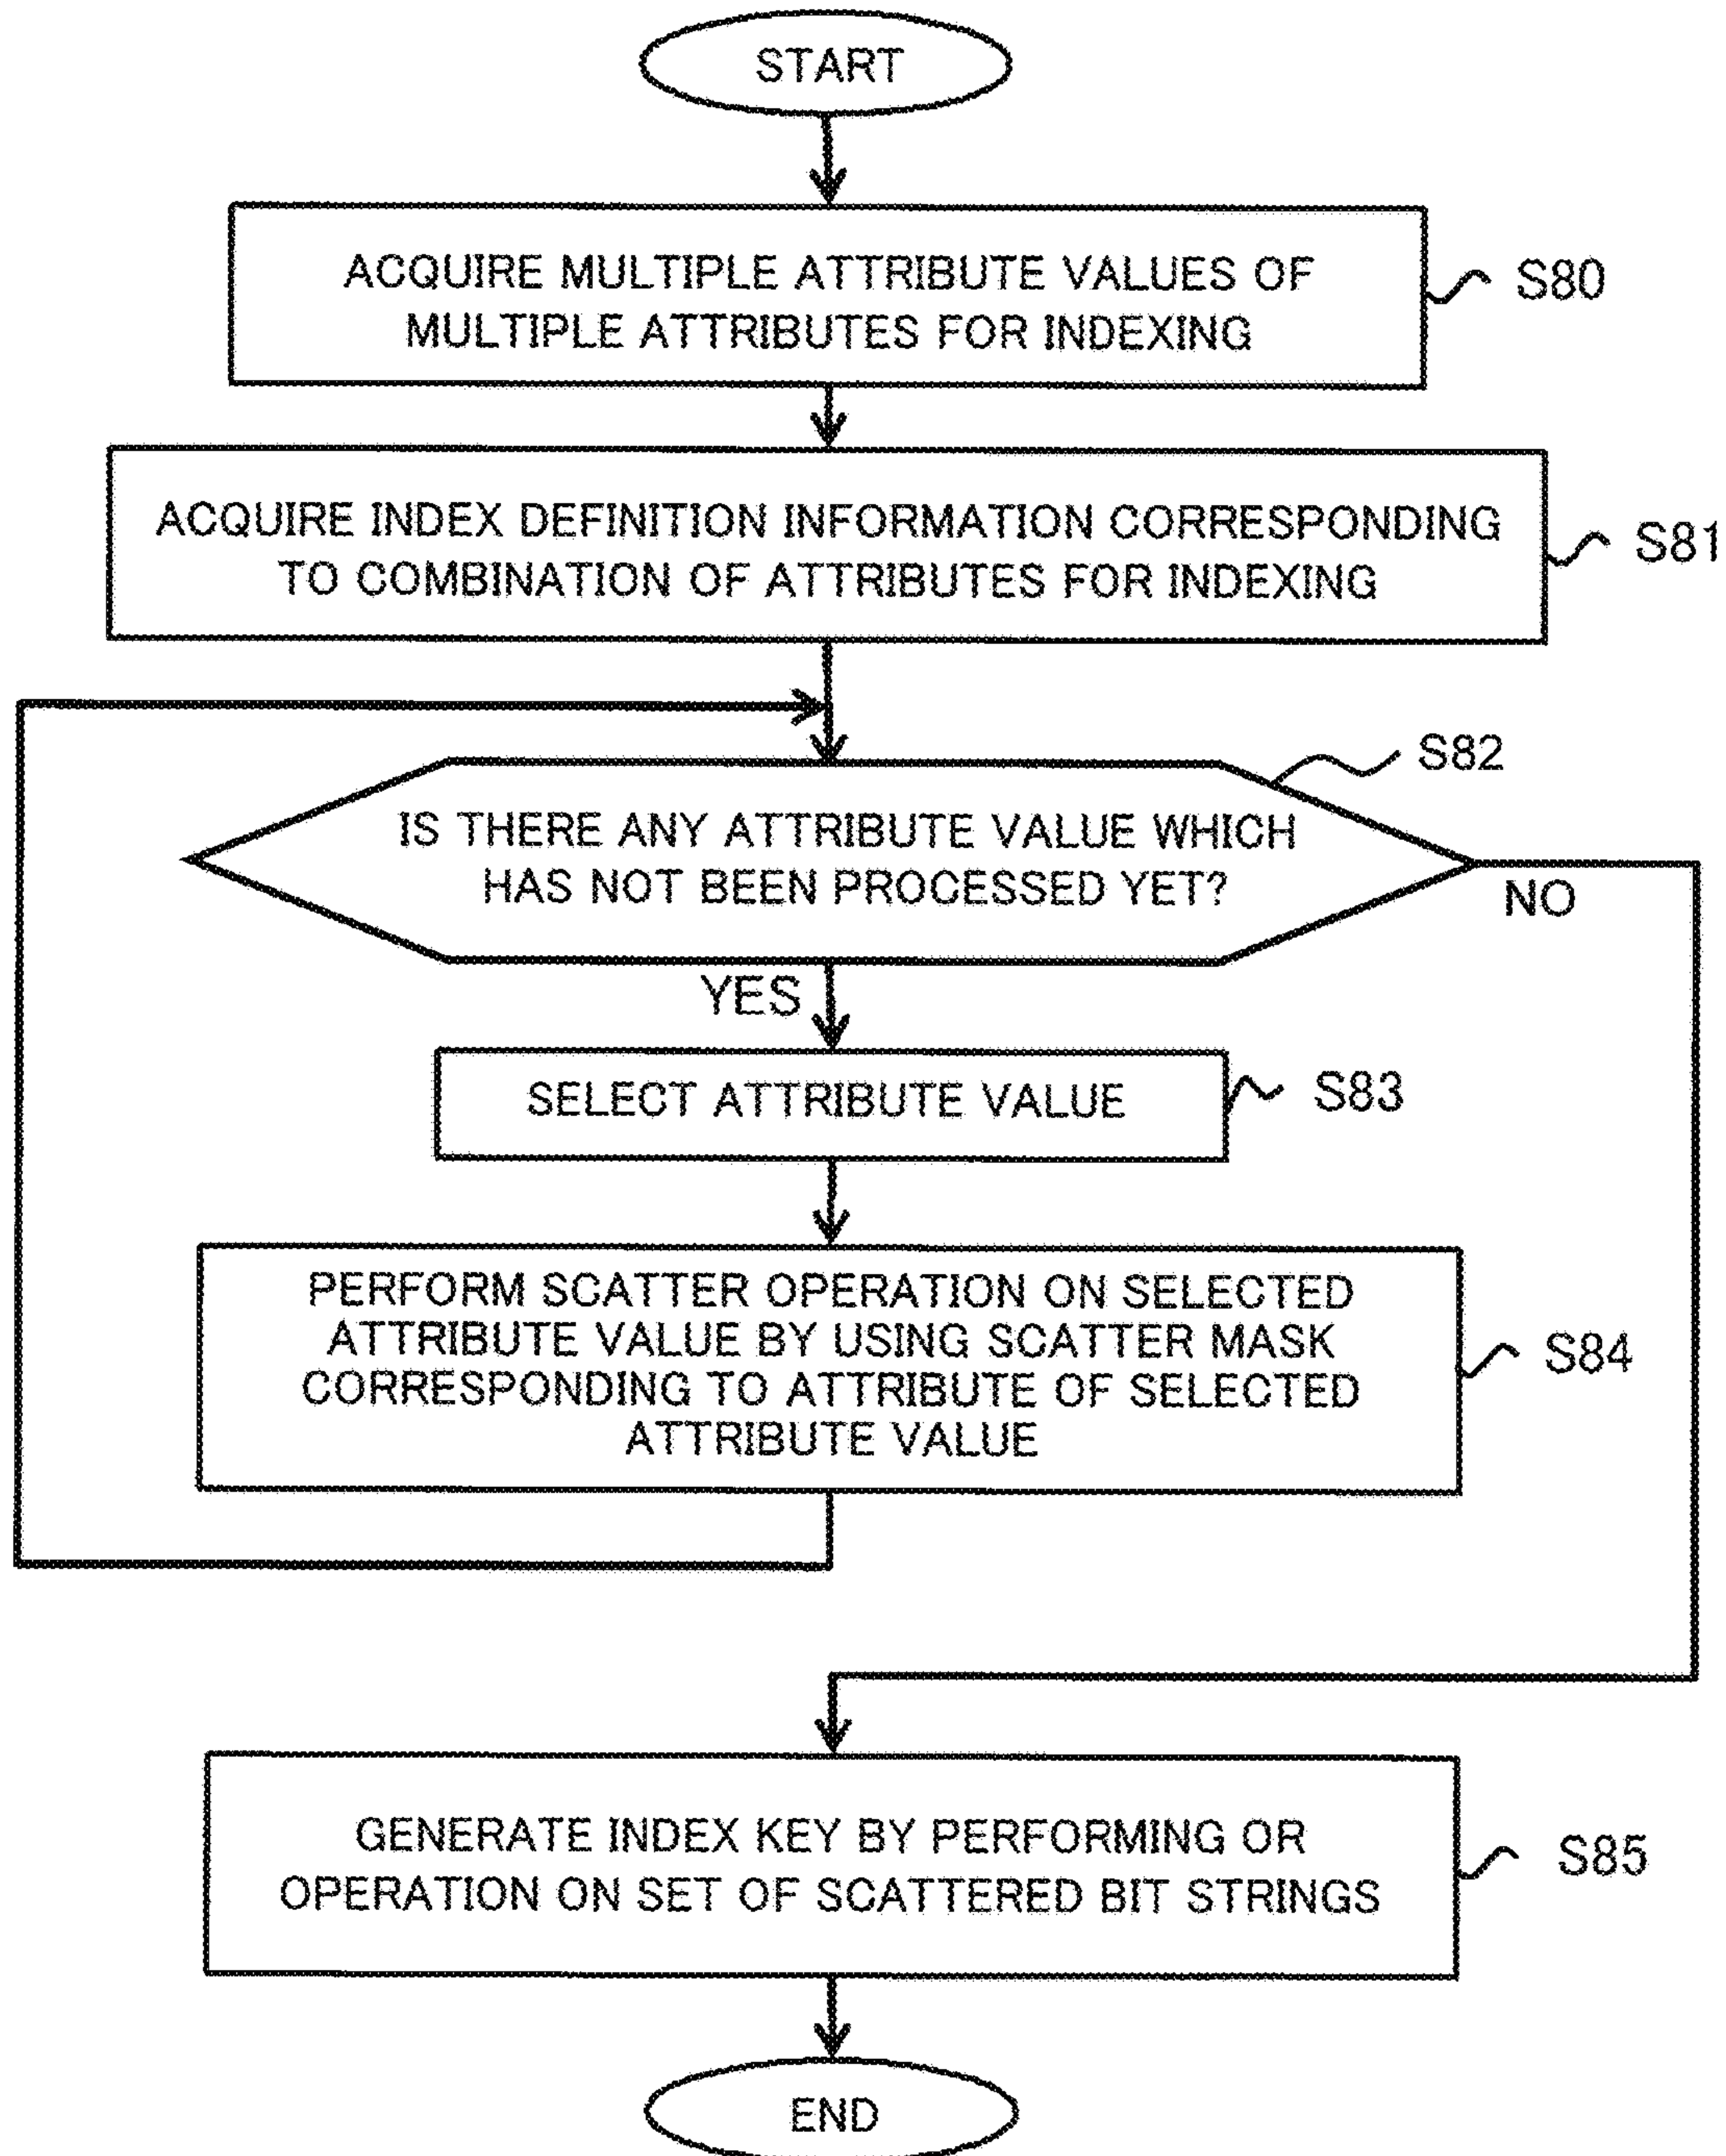 START
ACQUIRE MULTIPLE ATTRIBUTE VALUES OF
MULTIPLE ATTRIBUTES FOR INDEXING
S80
ACQUIRE INDEX DEFINITION INFORMATION CORRESPONDING
TO COMBINATION OF ATTRIBUTES FOR INDEXING
S81
S82
IS THERE ANY ATTRIBUTE VALUE WHICH
HAS NOT BEEN PROCESSED YET?
NO
YES
SELECT ATTRIBUTE VALUE
S83
PERFORM SCATTER OPERATION ON SELECTED
ATTRIBUTE VALUE BY USING SCATTER MASK
CORRESPONDING TO ATTRIBUTE OF SELECTED
ATTRIBUTE VALUE
S84
GENERATE INDEX KEY BY PERFORMING OR
OPERATION ON SET OF SCATTERED BIT STRINGS
S85
END